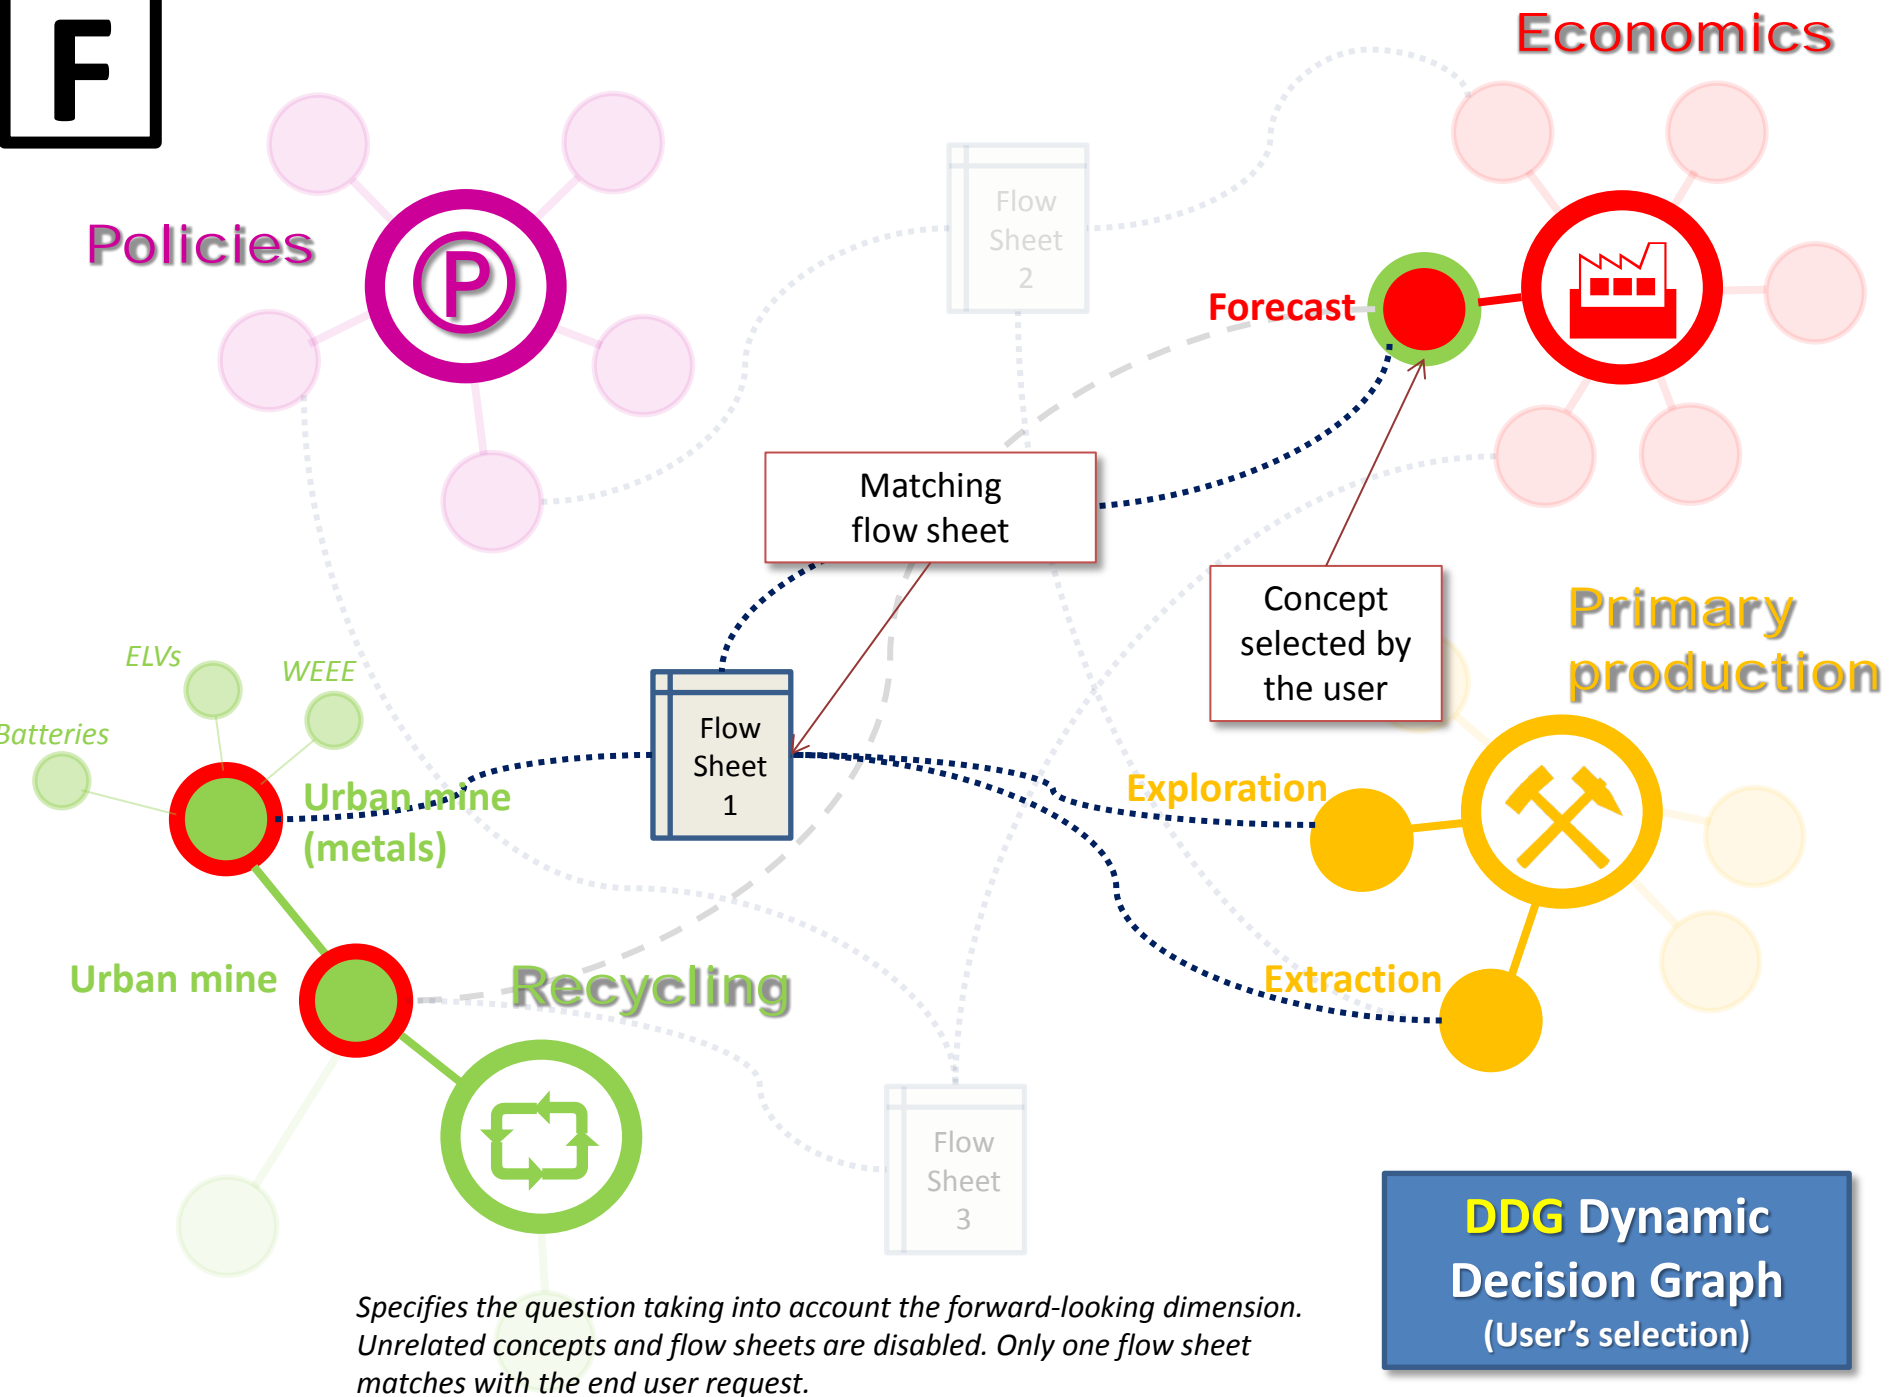 F
Economics
Policies
Ⓟ
Flow
Sheet
2
Forecast
Matching
flow sheet
Concept
selected by
the user
Primary
production
ELVs
WEEE
Batteries
Flow
Sheet
1
Exploration
Urban mine
(metals)
Urban mine
Recycling
Extraction
Flow
Sheet
3
DDG Dynamic
Decision Graph
(User's selection)
Specifies the question taking into account the forward-looking dimension.
Unrelated concepts and flow sheets are disabled. Only one flow sheet
matches with the end user request.